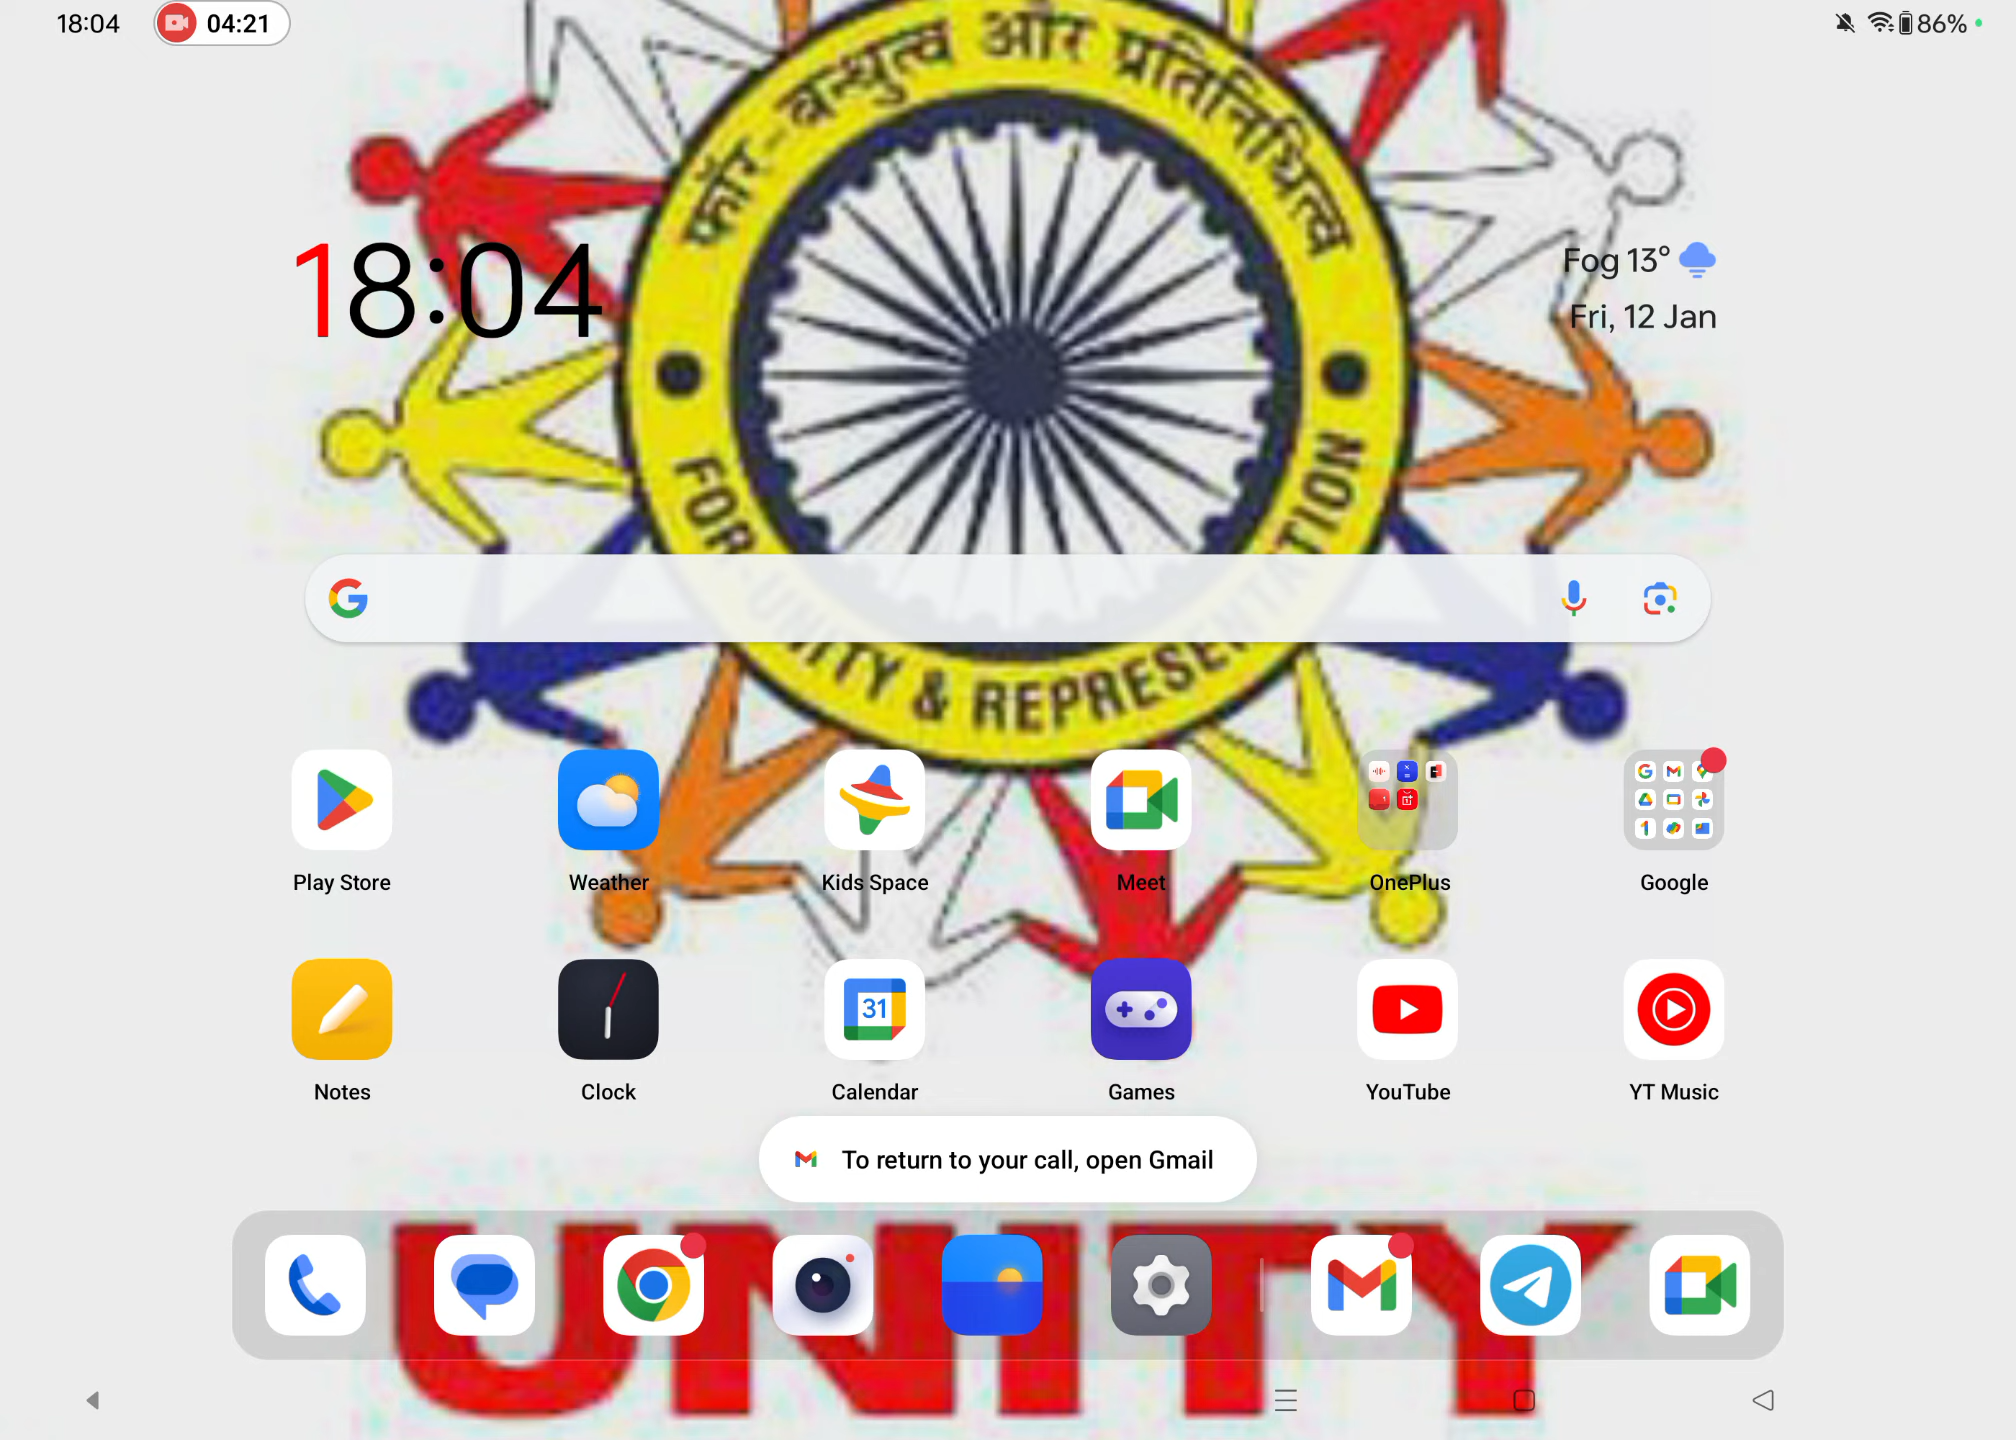 18:04
04:21
86%
फॉर-बन्धुत्व और प्रतिनिधित्व
18:04
Fog 13°
Fri, 12 Jan
FOR-UNITY & REPRESENTATION
Play Store
Weather
Kids Space
Meet
OnePlus
Google
Notes
Clock
31
Calendar
Games
YouTube
YT Music
To return to your call, open Gmail
UNITY